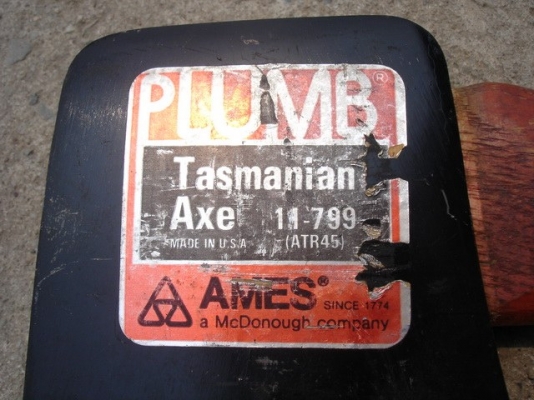 PLUMB®
Tasmanian
Axe 11-799
MADE IN U.S.A (ATR45)
AMES® SINCE 1774
a McDonough company